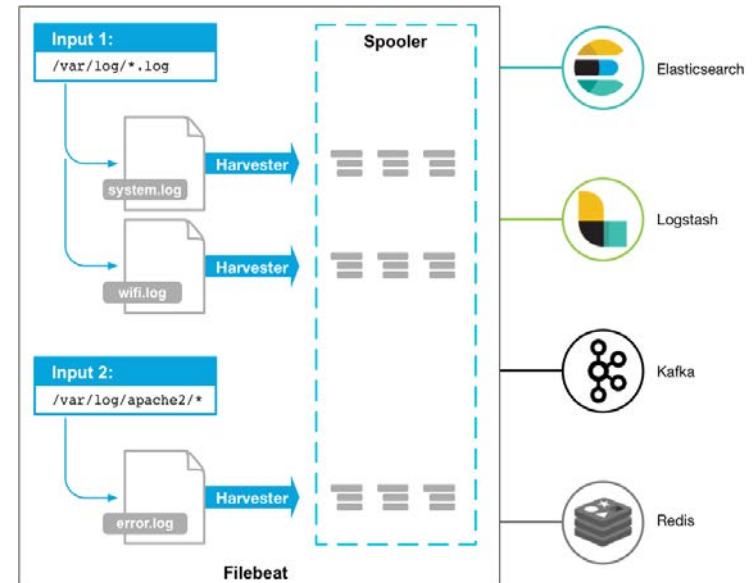 Input 1:
/var/log/*.log
Spooler
Elasticsearch
system.log
Harvester
Logstash
wifi.log
Harvester
Input 2:
/var/log/apache2/*
Kafka
error.log
Harvester
Redis
Filebeat